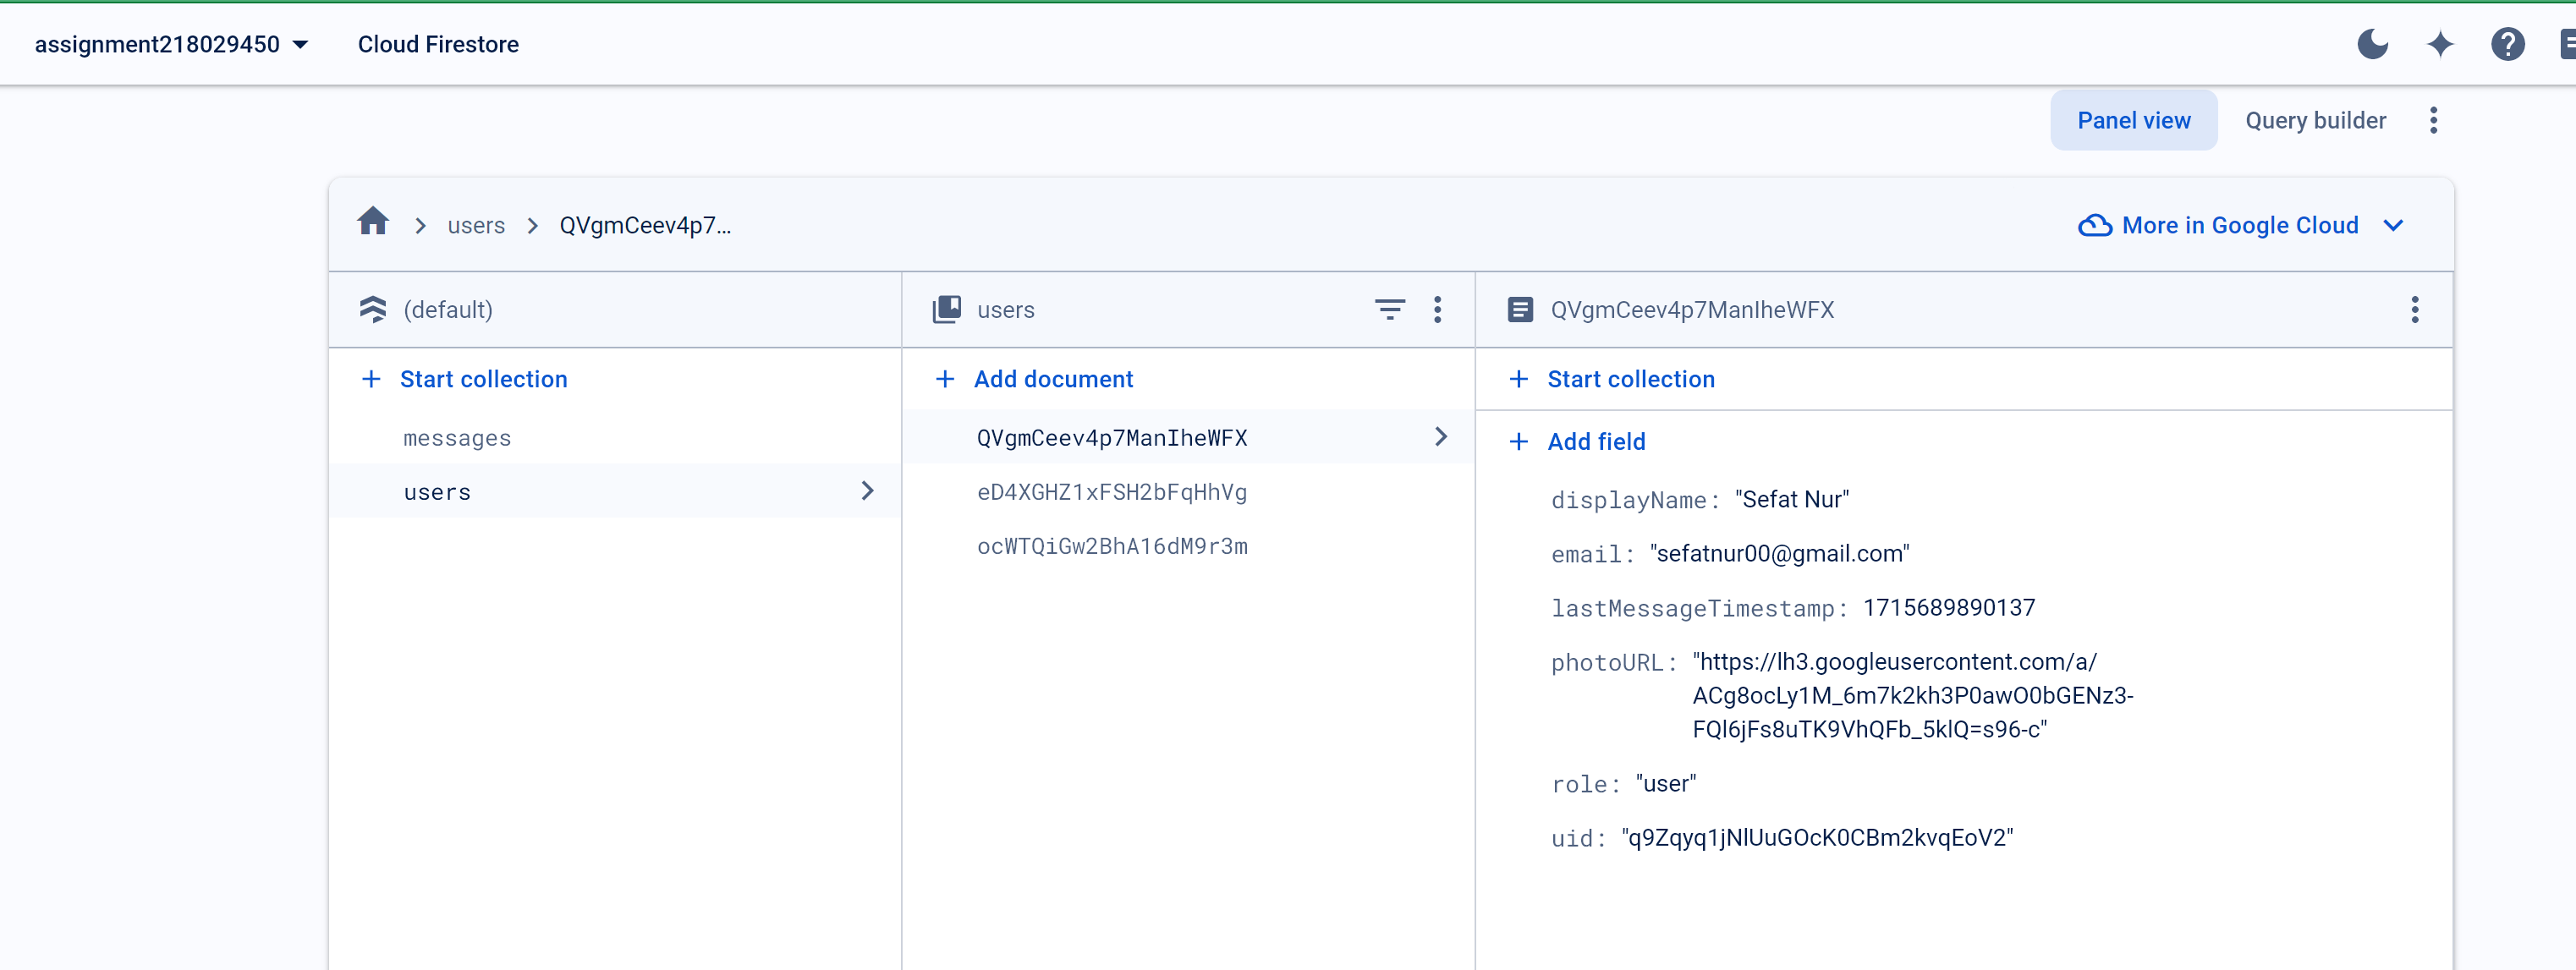 assignment218029450 Cloud Firestore
Panel view Query builder
users QVgmCeev4p7...
More in Google Cloud
(default)
Start collection
messages
users
users
Add document
QVgmCeev4p7ManIheWFX
eD4XGHZ1xFSH2bFqHhVg
ocWTQiGw2BhA16dM9r3m
QVgmCeev4p7ManIheWFX
Start collection
Add field
displayName: "Sefat Nur"
email: "sefatnur00@gmail.com"
lastMessageTimestamp: 1715689890137
photoURL: "https://lh3.googleusercontent.com/a/
ACg8ocLy1M_6m7k2kh3P0awO0bGENz3-
FQl6jFs8uTK9VhQFb_5klQ=s96-c"
role: "user"
uid: "q9Zqyq1jNlUuGOcK0CBm2kvqEoV2"